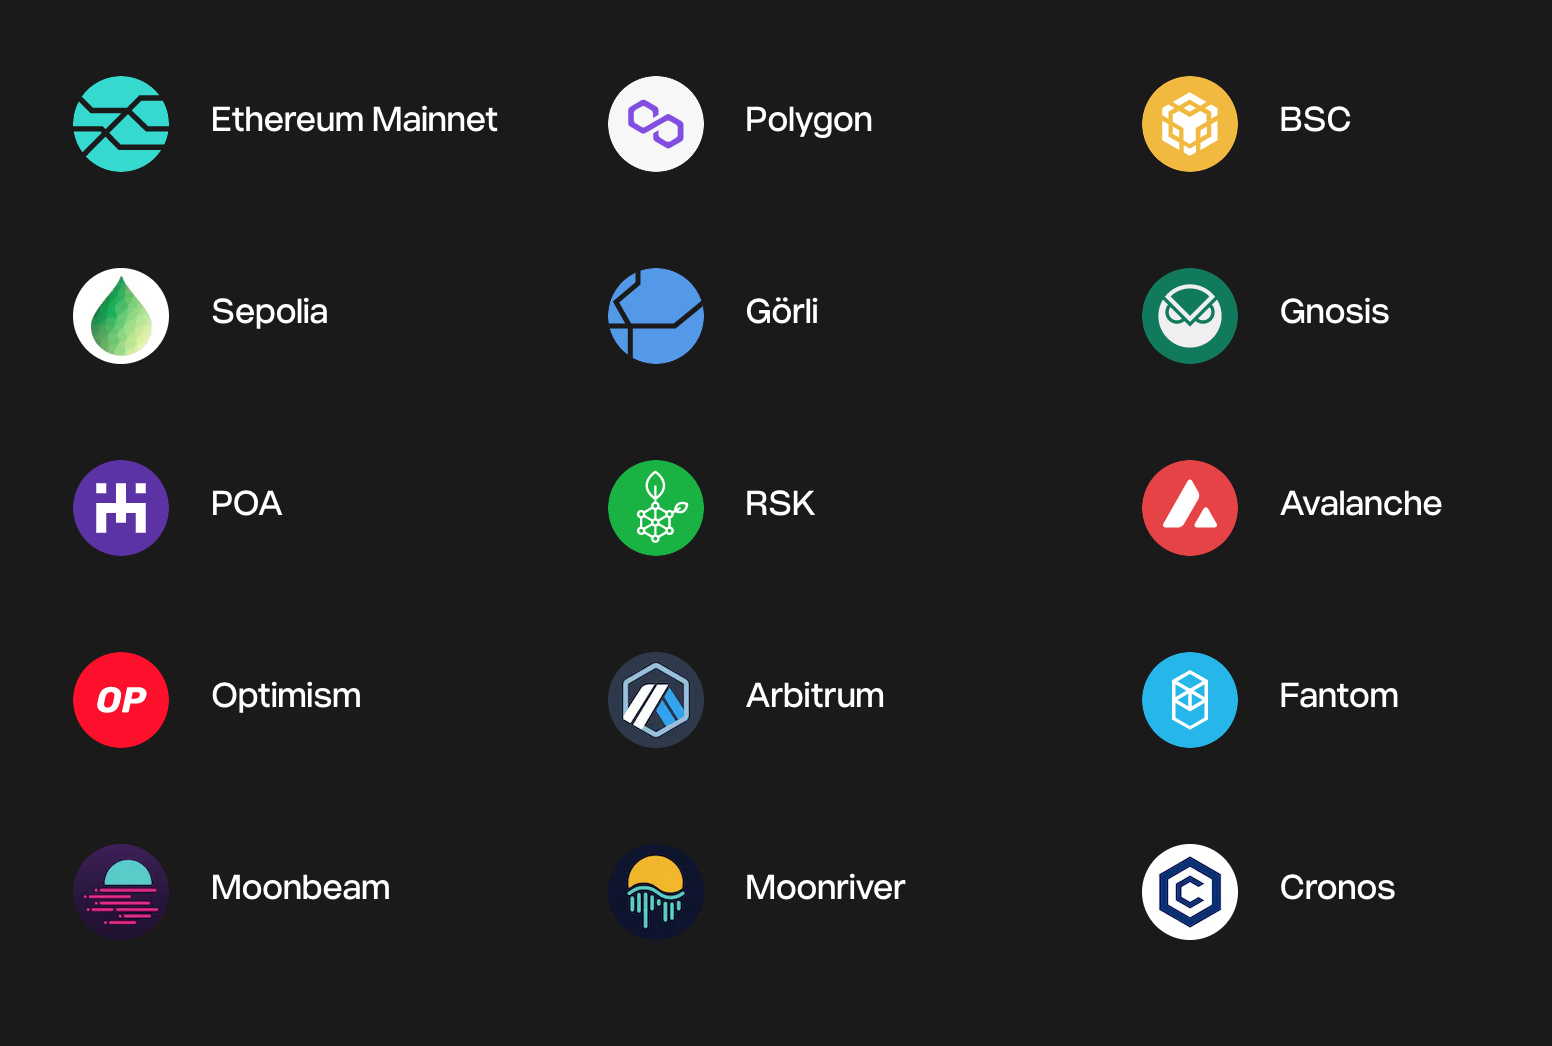 Ethereum Mainnet
Polygon
BSC
Sepolia
Görli
Gnosis
POA
RSK
Avalanche
OP
Optimism
Arbitrum
Fantom
Moonbeam
Moonriver
Cronos